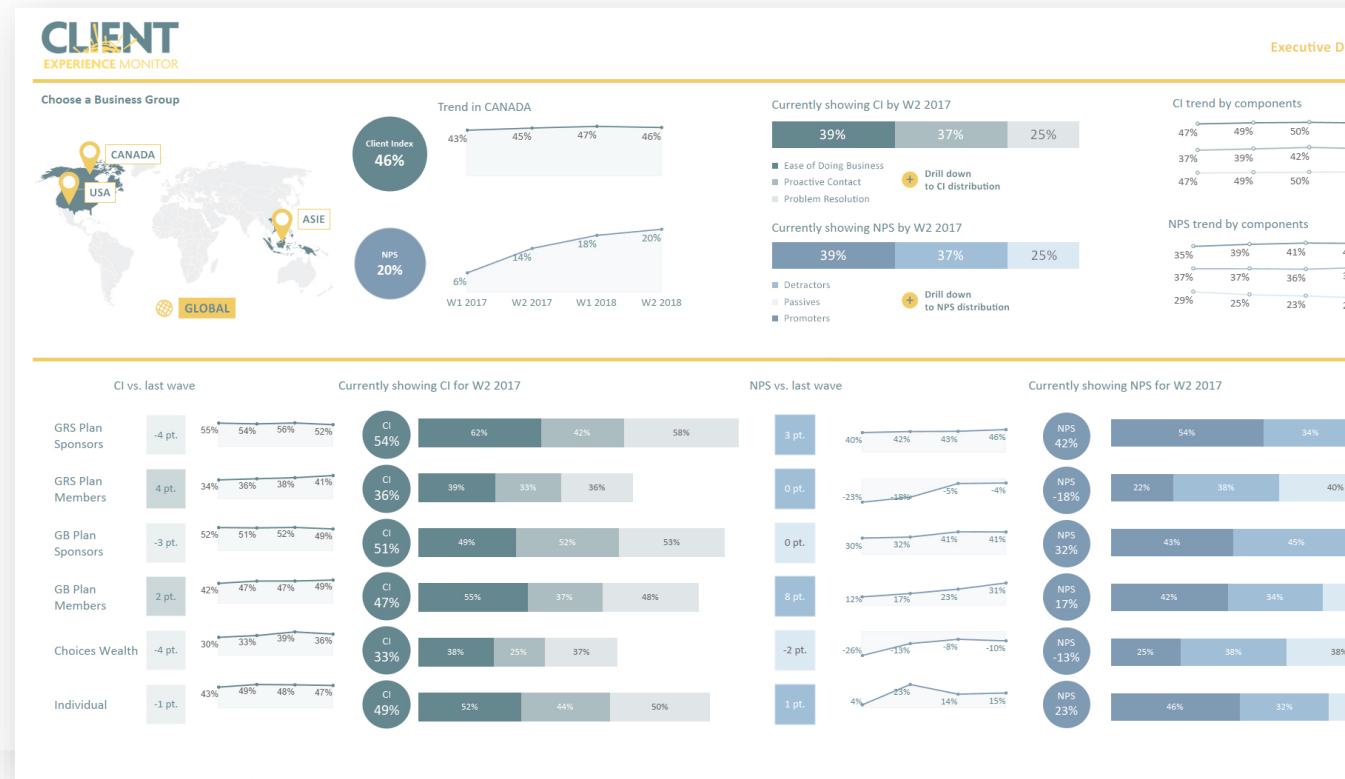 CLIENT
EXPERIENCE MONITOR
Executive D
Choose a Business Group
CANADA
USA
ASIE
GLOBAL
Client Index
46%
NPS
20%
Trend in CANADA
43% 45% 47% 46%
6% 14% 18% 20%
W1 2017 W2 2017 W1 2018 W2 2018
Currently showing CI by W2 2017
39% 37% 25%
Ease of Doing Business
Proactive Contact
Problem Resolution
+ Drill down
to CI distribution
Currently showing NPS by W2 2017
39% 37% 25%
Detractors
Passives
Promoters
+ Drill down
to NPS distribution
CI trend by components
47% 49% 50%
37% 39% 42%
47% 49% 50%
NPS trend by components
35% 39% 41%
37% 37% 36%
29% 25% 23%
CI vs. last wave
Currently showing CI for W2 2017
NPS vs. last wave
Currently showing NPS for W2 2017
GRS Plan
Sponsors
-4 pt. 55% 54% 56% 52%
CI
54%
62% 42% 58%
3 pt. 40% 42% 43% 46%
NPS
42%
54% 34%
GRS Plan
Members
4 pt. 34% 36% 38% 41%
CI
36%
39% 33% 36%
0 pt. -23% -18% -5% -4%
NPS
-18%
22% 38% 40%
GB Plan
Sponsors
-3 pt. 52% 51% 52% 49%
CI
51%
49% 52% 53%
0 pt. 30% 32% 41% 41%
NPS
32%
43% 45%
GB Plan
Members
2 pt. 42% 47% 47% 49%
CI
47%
55% 37% 48%
8 pt. 12% 17% 23% 31%
NPS
17%
42% 34%
Choices Wealth
-4 pt. 30% 33% 39% 36%
CI
33%
38% 25% 37%
-2 pt. -26% -13% -8% -10%
NPS
-13%
25% 38% 38%
Individual
-1 pt. 43% 49% 48% 47%
CI
49%
52% 44% 50%
1 pt. 4% 23% 14% 15%
NPS
23%
46% 32%